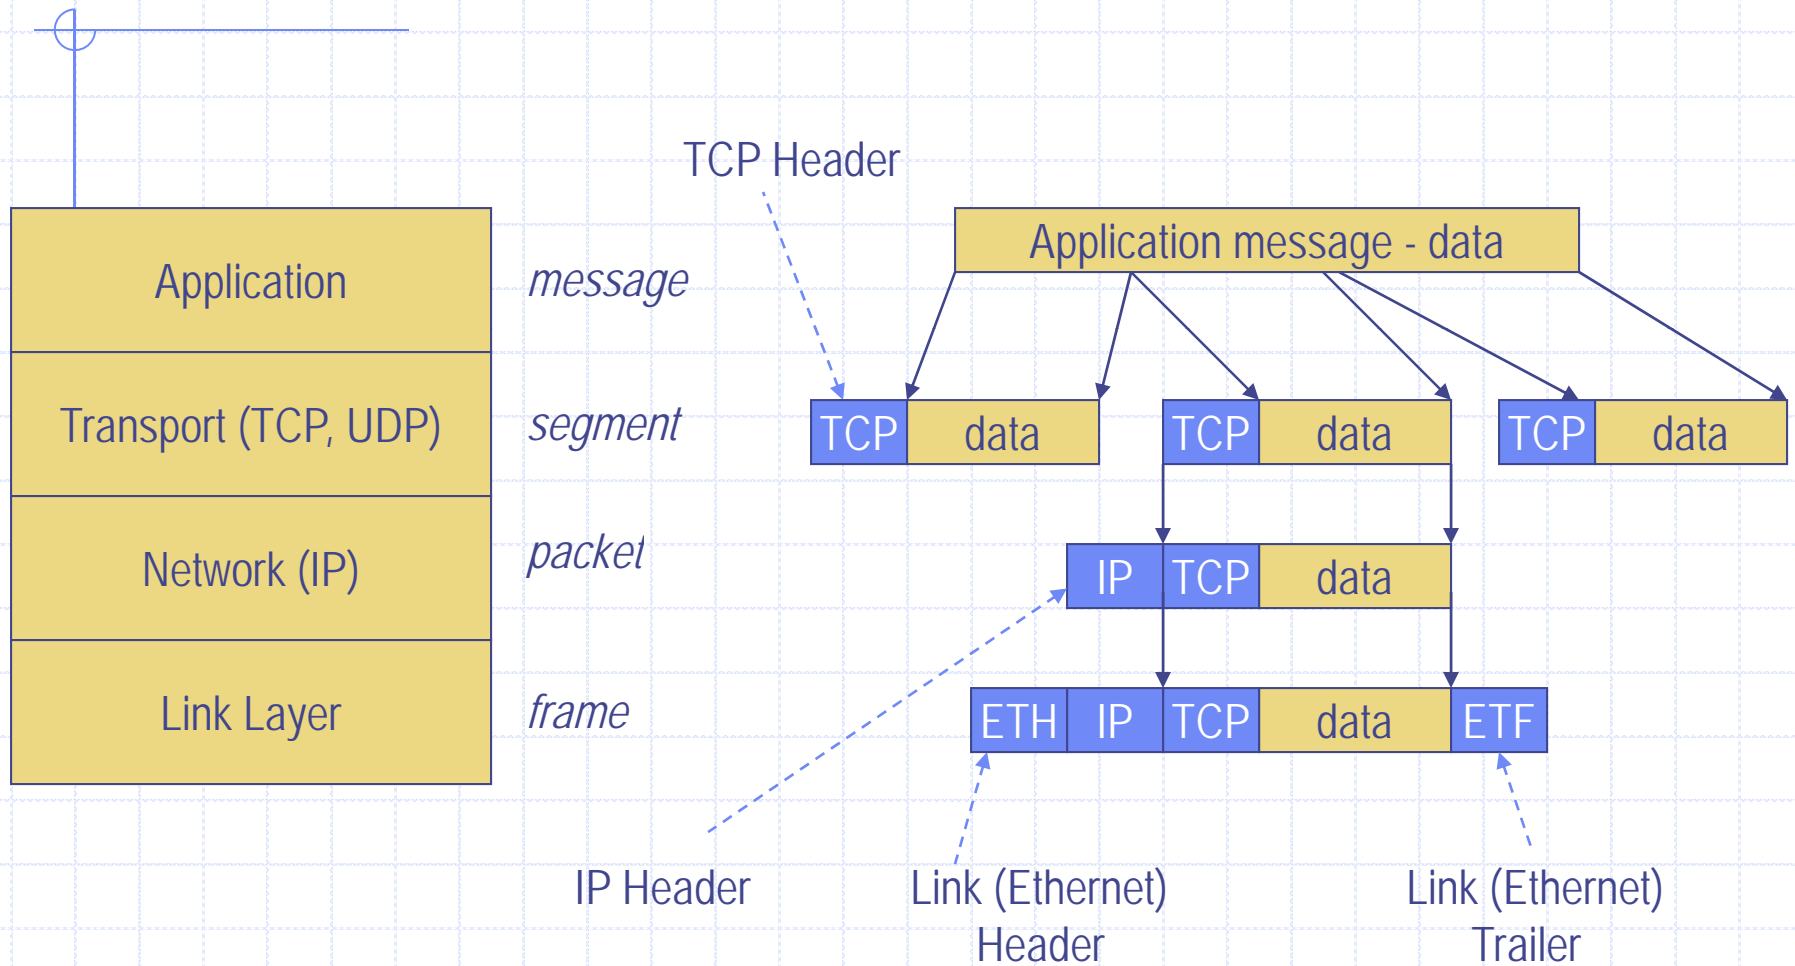 TCP Header
Application message - data
Application
message
Transport (TCP, UDP)
segment
TCP data
TCP data
TCP data
Network (IP)
packet
IP TCP data
Link Layer
frame
ETH IP TCP data ETF
IP Header
Link (Ethernet)
Header
Link (Ethernet)
Trailer